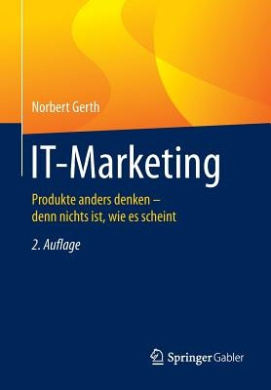 Norbert Gerth
IT-Marketing
Produkte anders denken –
denn nichts ist, wie es scheint
2. Auflage
Springer Gabler